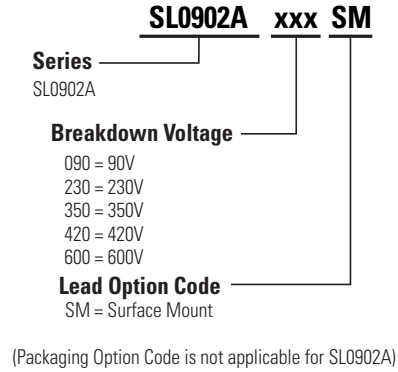 SL0902A xxx SM
Series
SL0902A
Breakdown Voltage
090 = 90V
230 = 230V
350 = 350V
420 = 420V
600 = 600V
Lead Option Code
SM = Surface Mount
(Packaging Option Code is not applicable for SL0902A)